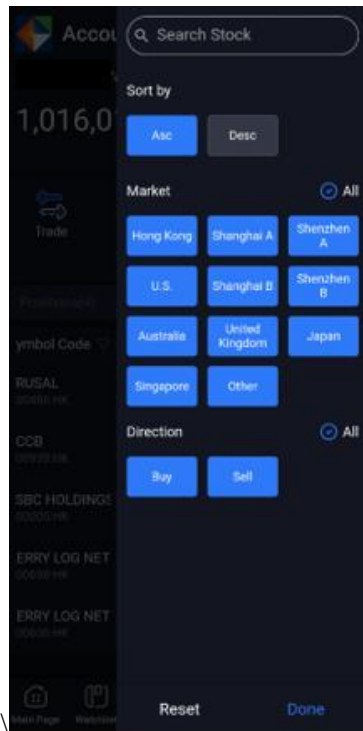 Accou
Search Stock
1,016,0
Sort by
Asc
Desc
Market
All
Trade
Hong Kong
Shanghai A
Shenzhen
A
U.S.
Shanghai B
Shenzhen
B
ymbol Code
Australia
United
Kingdom
Japan
RUSAL
Singapore
Other
CCB
Direction
All
Buy
Sell
SBC HOLDINGS
00005.HK
ERRY LOG NET
ERRY LOG NET
Main Page
Reset
Done
\